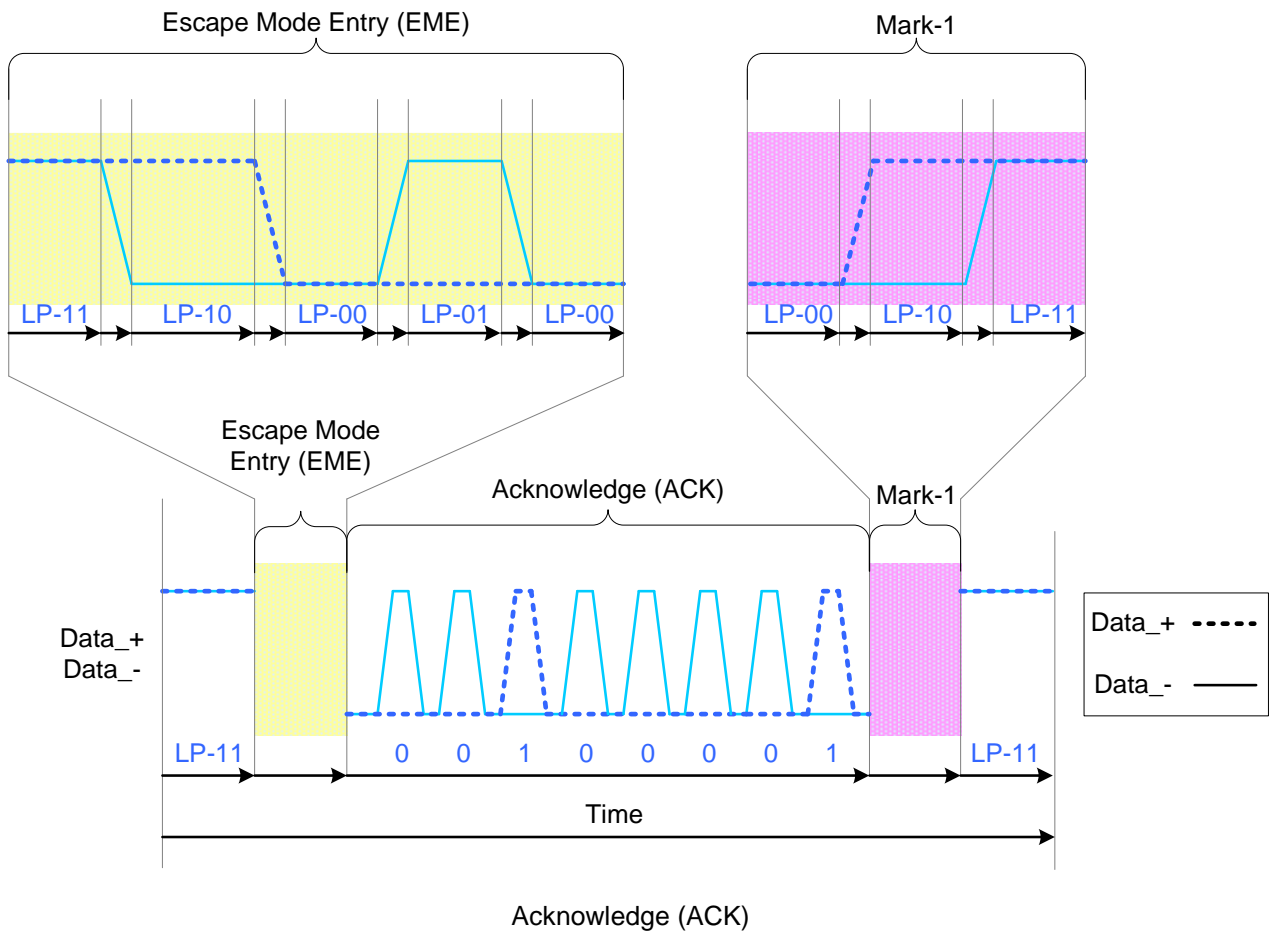 Escape Mode Entry (EME)
Mark-1
LP-11 LP-10 LP-00 LP-01 LP-00
LP-00 LP-10 LP-11
Escape Mode
Entry (EME)
Acknowledge (ACK)
Mark-1
Data_+
Data_-
Data_+
Data_-
LP-11 0 0 1 0 0 0 0 1 LP-11
Time
Acknowledge (ACK)